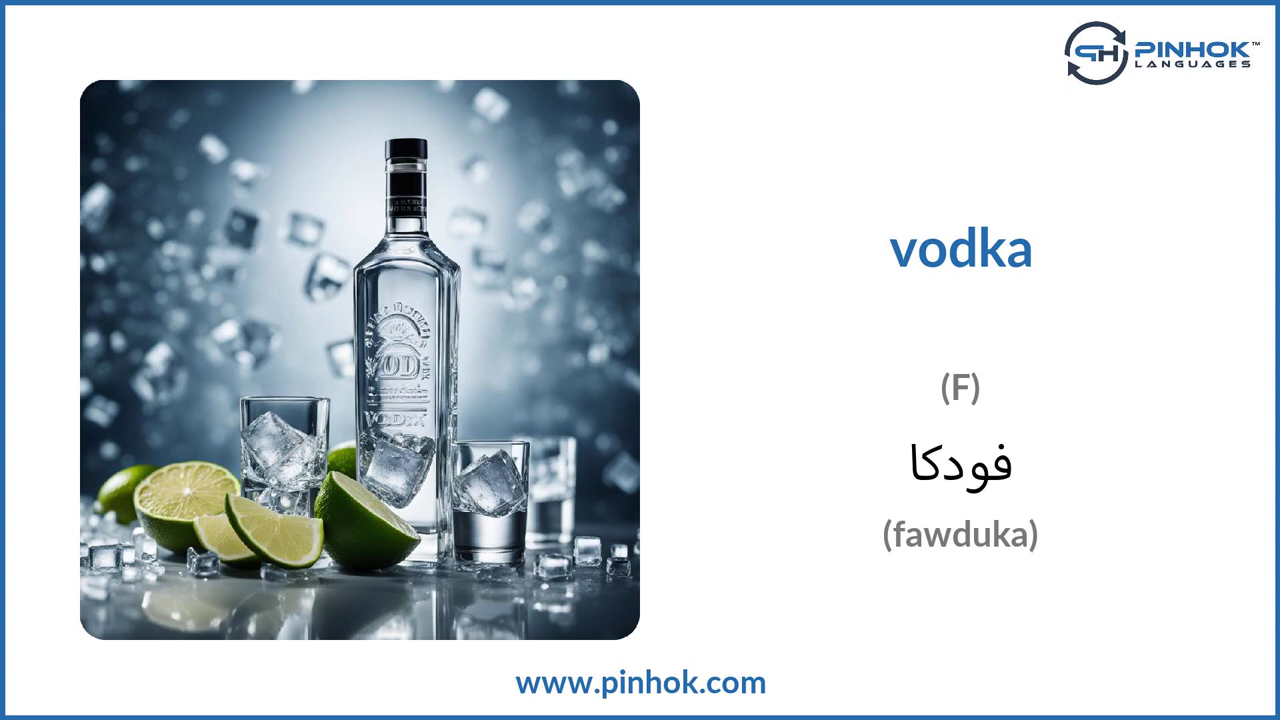 PINHOK™
LANGUAGES
vodka
(F)
فودكا
(fawduka)
www.pinhok.com